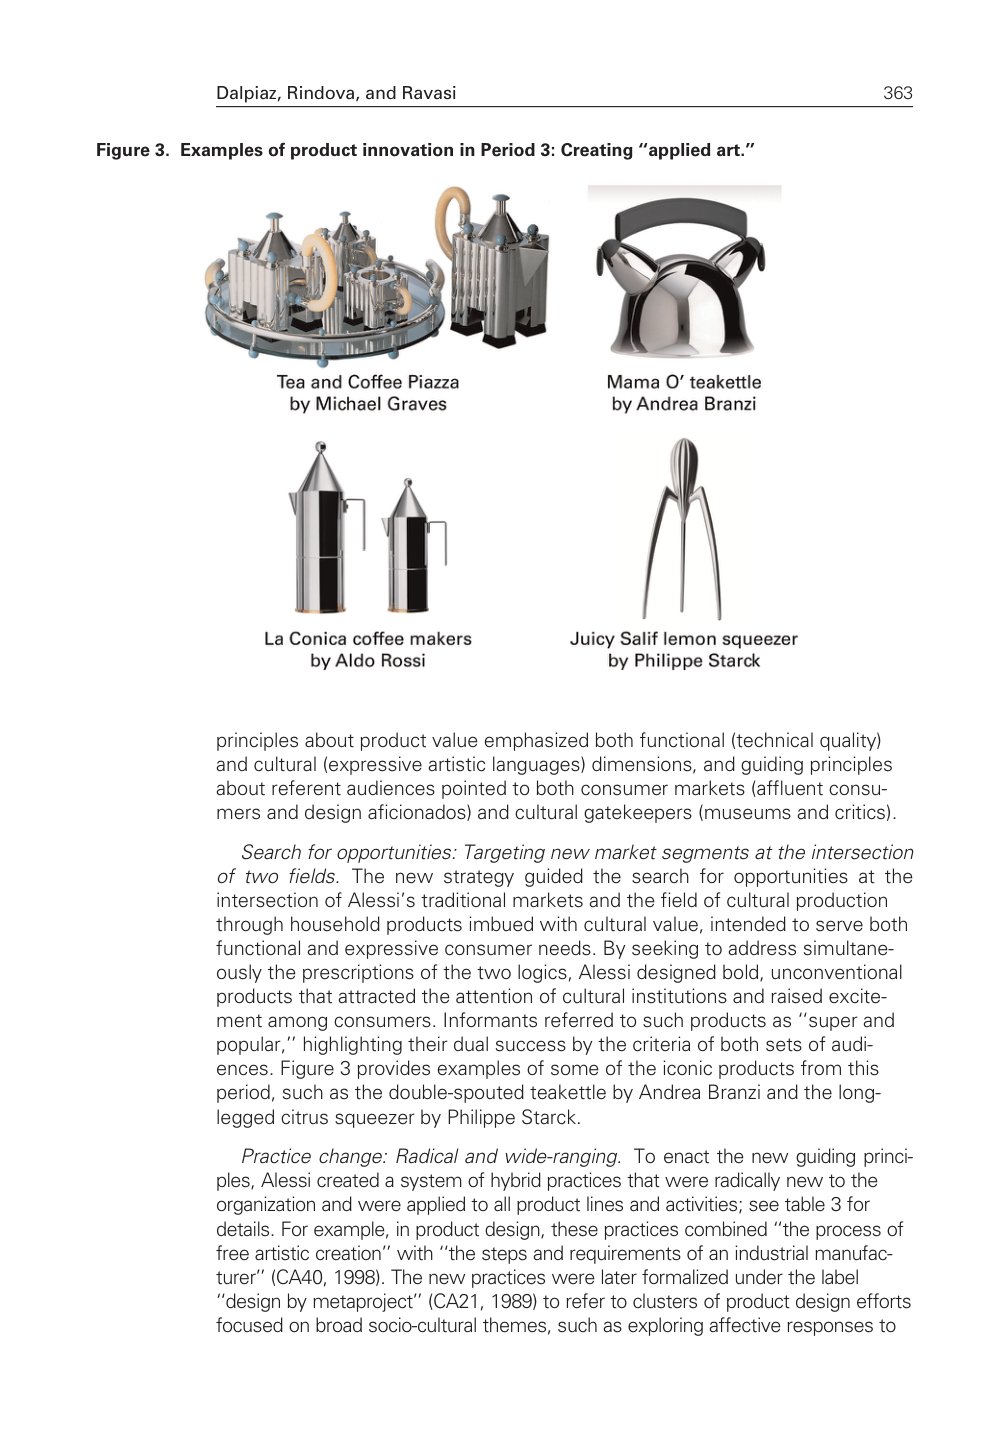 Dalpiaz, Rindova, and Ravasi 363
Figure 3. Examples of product innovation in Period 3: Creating ‘‘applied art.’’
Tea and Coffee Piazza
by Michael Graves
Mama O’ teakettle
by Andrea Branzi
La Conica coffee makers
by Aldo Rossi
Juicy Salif lemon squeezer
by Philippe Starck
principles about product value emphasized both functional (technical quality)
and cultural (expressive artistic languages) dimensions, and guiding principles
about referent audiences pointed to both consumer markets (affluent consu-
mers and design aficionados) and cultural gatekeepers (museums and critics).
Search for opportunities: Targeting new market segments at the intersection
of two fields. The new strategy guided the search for opportunities at the
intersection of Alessi’s traditional markets and the field of cultural production
through household products imbued with cultural value, intended to serve both
functional and expressive consumer needs. By seeking to address simultane-
ously the prescriptions of the two logics, Alessi designed bold, unconventional
products that attracted the attention of cultural institutions and raised excite-
ment among consumers. Informants referred to such products as ‘‘super and
popular,’’ highlighting their dual success by the criteria of both sets of audi-
ences. Figure 3 provides examples of some of the iconic products from this
period, such as the double-spouted teakettle by Andrea Branzi and the long-
legged citrus squeezer by Philippe Starck.
Practice change: Radical and wide-ranging. To enact the new guiding princi-
ples, Alessi created a system of hybrid practices that were radically new to the
organization and were applied to all product lines and activities; see table 3 for
details. For example, in product design, these practices combined ‘‘the process of
free artistic creation’’ with ‘‘the steps and requirements of an industrial manufac-
turer’’ (CA40, 1998). The new practices were later formalized under the label
‘‘design by metaproject’’ (CA21, 1989) to refer to clusters of product design efforts
focused on broad socio-cultural themes, such as exploring affective responses to